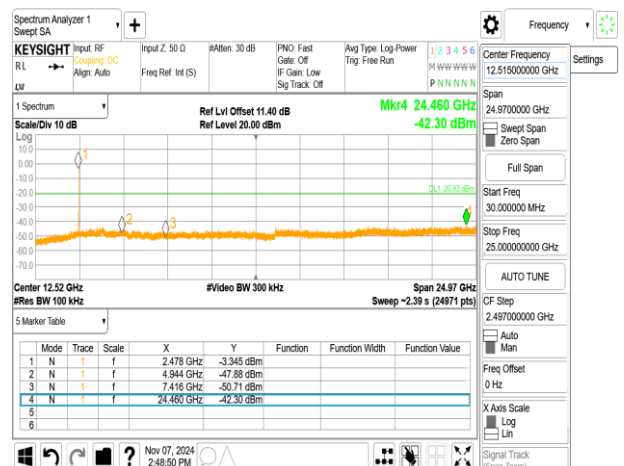 Spectrum Analyzer 1
Swept SA
Frequency
KEYSIGHT
RL
Input: RF
Coupling: DC
Align: Auto
Input Z: 50 Ω
Freq Ref: Int (S)
#Atten: 30 dB
PNO: Fast
Gate: Off
IF Gain: Low
Sig Track: Off
Avg Type: Log-Power
Trig: Free Run
1 2 3 4 5 6
M W W W W W
P N N N N N
1 Spectrum
Scale/Div 10 dB
Ref Lvl Offset 11.40 dB
Ref Level 20.00 dBm
Mkr4 24.460 GHz
-42.30 dBm
Log
10.0
0.00
-10.0
-20.0
-30.0
-40.0
-50.0
-60.0
-70.0
1
2
3
4
DL1 -20.93 dBm
Center 12.52 GHz
#Res BW 100 kHz
#Video BW 300 kHz
Span 24.97 GHz
Sweep ~2.39 s (24971 pts)
5 Marker Table
Mode Trace Scale X Y Function Function Width Function Value
1 N 1 f 2.478 GHz -3.345 dBm
2 N 1 f 4.944 GHz -47.88 dBm
3 N 1 f 7.416 GHz -50.71 dBm
4 N 1 f 24.460 GHz -42.30 dBm
5
6
Nov 07, 2024
2:48:50 PM
Center Frequency
12.515000000 GHz
Settings
Span
24.9700000 GHz
Swept Span
Zero Span
Full Span
Start Freq
30.000000 MHz
Stop Freq
25.000000000 GHz
AUTO TUNE
CF Step
2.497000000 GHz
Auto
Man
Freq Offset
0 Hz
X Axis Scale
Log
Lin
Signal Track
(Span Zoom)